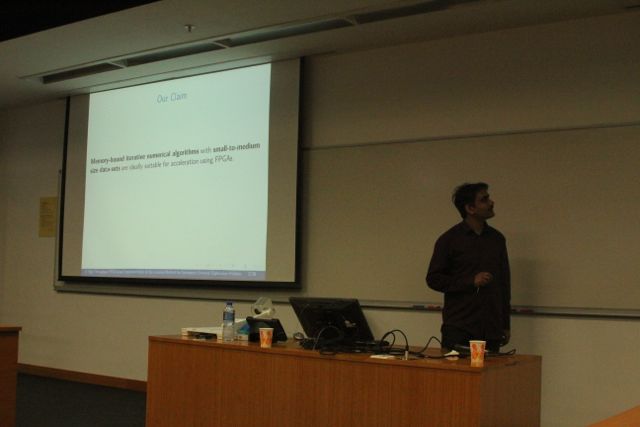 Our Claim
Memory-bound iterative numerical algorithms with small-to-medium
size data-sets are ideally suitable for acceleration using FPGAs.